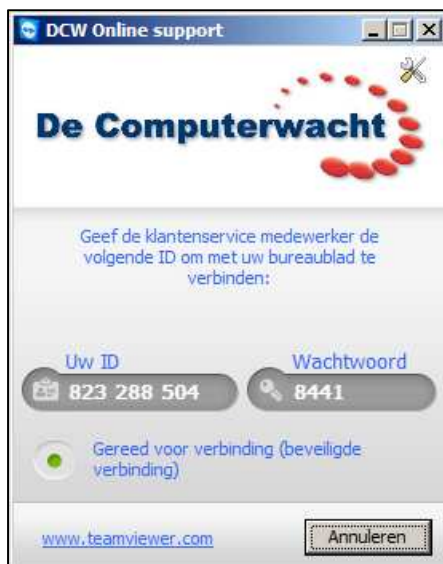 DCW Online support
De Computerwacht
Geef de klantenservice medewerker de
volgende ID om met uw bureaublad te
verbinden:
Uw ID
Wachtwoord
823 288 504
8441
Gereed voor verbinding (beveiligde
verbinding)
www.teamviewer.com
Annuleren